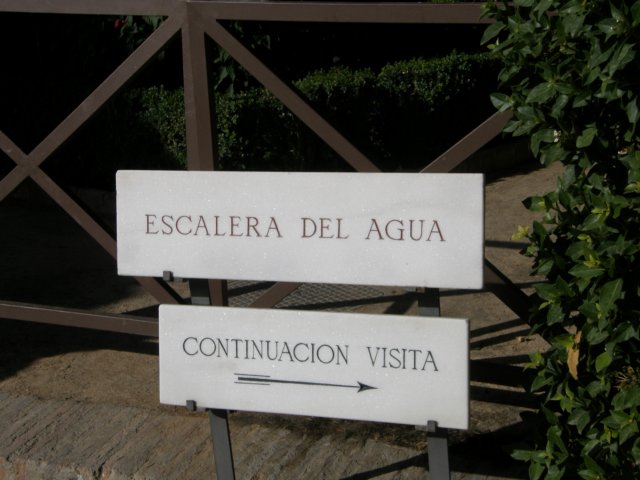 ESCALERA DEL AGUA
CONTINUACION VISITA